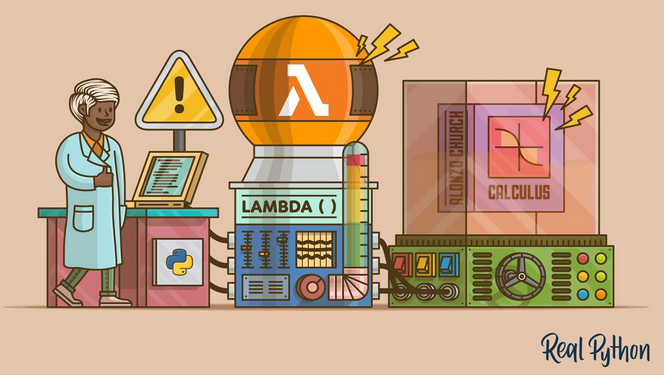 !
λ
LAMBDA ( )
ALONZO CHURCH
CALCULUS
Real Python